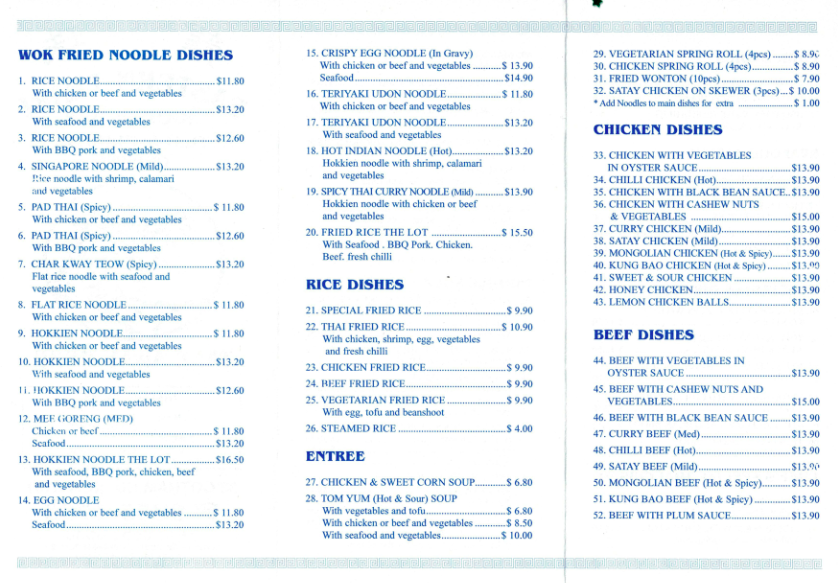 WOK FRIED NOODLE DISHES
1. RICE NOODLE..........$11.80
With chicken or beef and vegetables
2. RICE NOODLE..........$13.20
With seafood and vegetables
3. RICE NOODLE..........$12.60
With BBQ pork and vegetables
4. SINGAPORE NOODLE (Mild)..........$13.20
Rice noodle with shrimp, calamari
and vegetables
5. PAD THAI (Spicy)..........$ 11.80
With chicken or beef and vegetables
6. PAD THAI (Spicy)..........$12.60
With BBQ pork and vegetables
7. CHAR KWAY TEOW (Spicy)..........$13.20
Flat rice noodle with seafood and
vegetables
8. FLAT RICE NOODLE..........$ 11.80
With chicken or beef and vegetables
9. HOKKIEN NOODLE..........$ 11.80
With chicken or beef and vegetables
10. HOKKIEN NOODLE..........$13.20
With seafood and vegetables
11. HOKKIEN NOODLE..........$12.60
With BBQ pork and vegetables
12. MEE GORENG (MED)
Chicken or beef..........$ 11.80
Seafood..........$13.20
13. HOKKIEN NOODLE THE LOT..........$16.50
With seafood, BBQ pork, chicken, beef
and vegetables
14. EGG NOODLE
With chicken or beef and vegetables..........$ 11.80
Seafood..........$13.20
15. CRISPY EGG NOODLE (In Gravy)
With chicken or beef and vegetables..........$ 13.90
Seafood..........$14.90
16. TERIYAKI UDON NOODLE..........$ 11.80
With chicken or beef and vegetables
17. TERIYAKI UDON NOODLE..........$13.20
With seafood and vegetables
18. HOT INDIAN NOODLE (Hot)..........$13.20
Hokkien noodle with shrimp, calamari
and vegetables
19. SPICY THAI CURRY NOODLE (Mild)..........$13.90
Hokkien noodle with chicken or beef
and vegetables
20. FRIED RICE THE LOT..........$ 15.50
With Seafood . BBQ Pork. Chicken.
Beef. fresh chilli
RICE DISHES
21. SPECIAL FRIED RICE..........$ 9.90
22. THAI FRIED RICE..........$ 10.90
With chicken, shrimp, egg, vegetables
and fresh chilli
23. CHICKEN FRIED RICE..........$ 9.90
24. BEEF FRIED RICE..........$ 9.90
25. VEGETARIAN FRIED RICE..........$ 9.90
With egg, tofu and beanshoot
26. STEAMED RICE..........$ 4.00
ENTREE
27. CHICKEN & SWEET CORN SOUP..........$ 6.80
28. TOM YUM (Hot & Sour) SOUP
With vegetables and tofu..........$ 6.80
With chicken or beef and vegetables..........$ 8.50
With seafood and vegetables..........$ 10.00
29. VEGETARIAN SPRING ROLL (4pcs)..........$ 8.90
30. CHICKEN SPRING ROLL (4pcs)..........$ 8.90
31. FRIED WONTON (10pcs)..........$ 7.90
32. SATAY CHICKEN ON SKEWER (3pcs)...$ 10.00
* Add Noodles to main dishes for extra..........$ 1.00
CHICKEN DISHES
33. CHICKEN WITH VEGETABLES
IN OYSTER SAUCE..........$13.90
34. CHILLI CHICKEN (Hot)..........$13.90
35. CHICKEN WITH BLACK BEAN SAUCE..$13.90
36. CHICKEN WITH CASHEW NUTS
& VEGETABLES..........$15.00
37. CURRY CHICKEN (Mild)..........$13.90
38. SATAY CHICKEN (Mild)..........$13.90
39. MONGOLIAN CHICKEN (Hot & Spicy)..........$13.90
40. KUNG BAO CHICKEN (Hot & Spicy)..........$13.90
41. SWEET & SOUR CHICKEN..........$13.90
42. HONEY CHICKEN..........$13.90
43. LEMON CHICKEN BALLS..........$13.90
BEEF DISHES
44. BEEF WITH VEGETABLES IN
OYSTER SAUCE..........$13.90
45. BEEF WITH CASHEW NUTS AND
VEGETABLES..........$15.00
46. BEEF WITH BLACK BEAN SAUCE..........$13.90
47. CURRY BEEF (Med)..........$13.90
48. CHILLI BEEF (Hot)..........$13.90
49. SATAY BEEF (Mild)..........$13.90
50. MONGOLIAN BEEF (Hot & Spicy)..........$13.90
51. KUNG BAO BEEF (Hot & Spicy)..........$13.90
52. BEEF WITH PLUM SAUCE..........$13.90